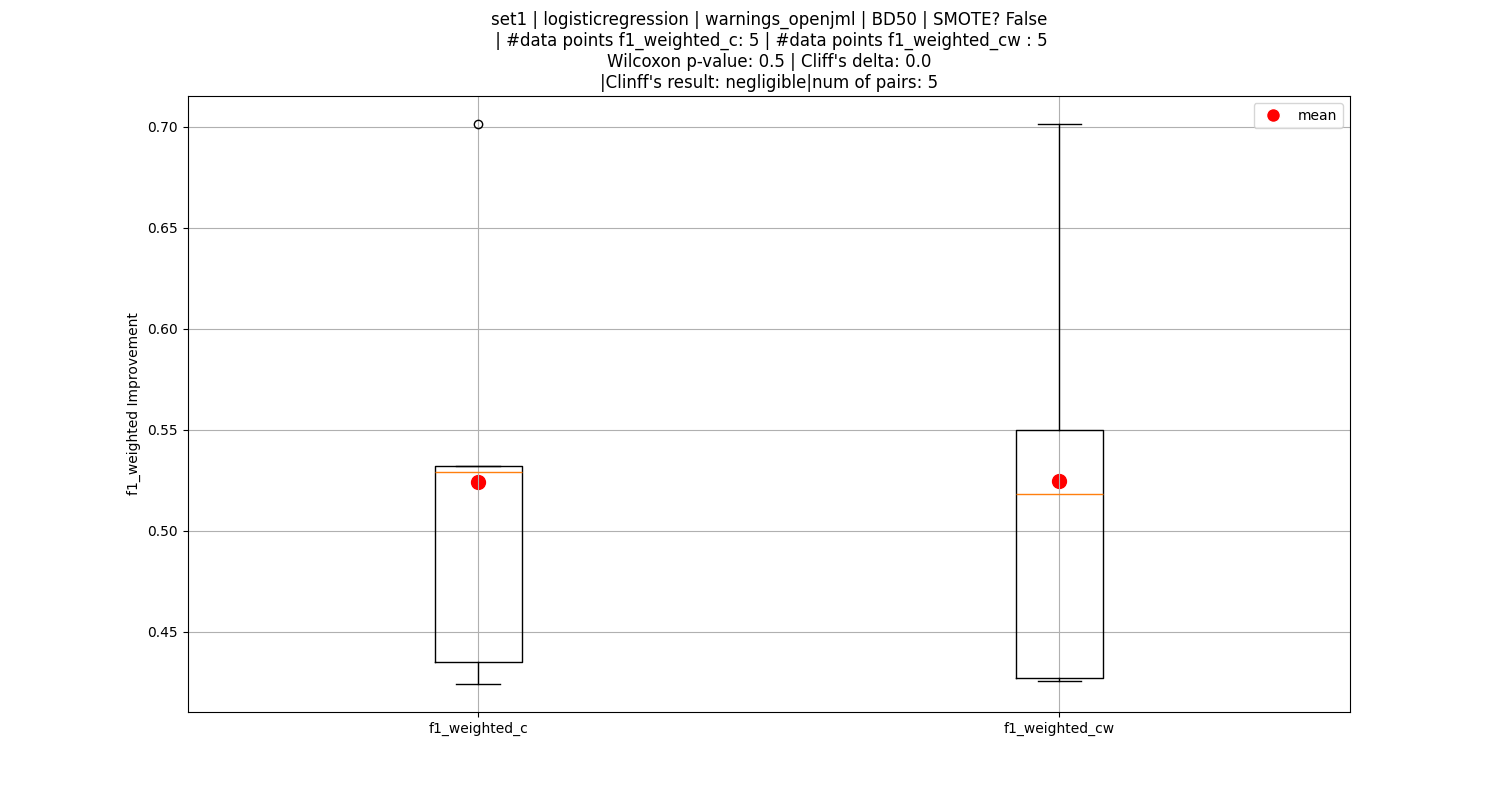 set1 | logisticregression | warnings_openjml | BD50 | SMOTE? False
| #data points f1_weighted_c: 5 | #data points f1_weighted_cw : 5
Wilcoxon p-value: 0.5 | Cliff's delta: 0.0
|Clinff's result: negligible|num of pairs: 5
mean
0.70
0.65
0.60
0.55
0.50
0.45
f1_weighted Improvement
f1_weighted_c
f1_weighted_cw